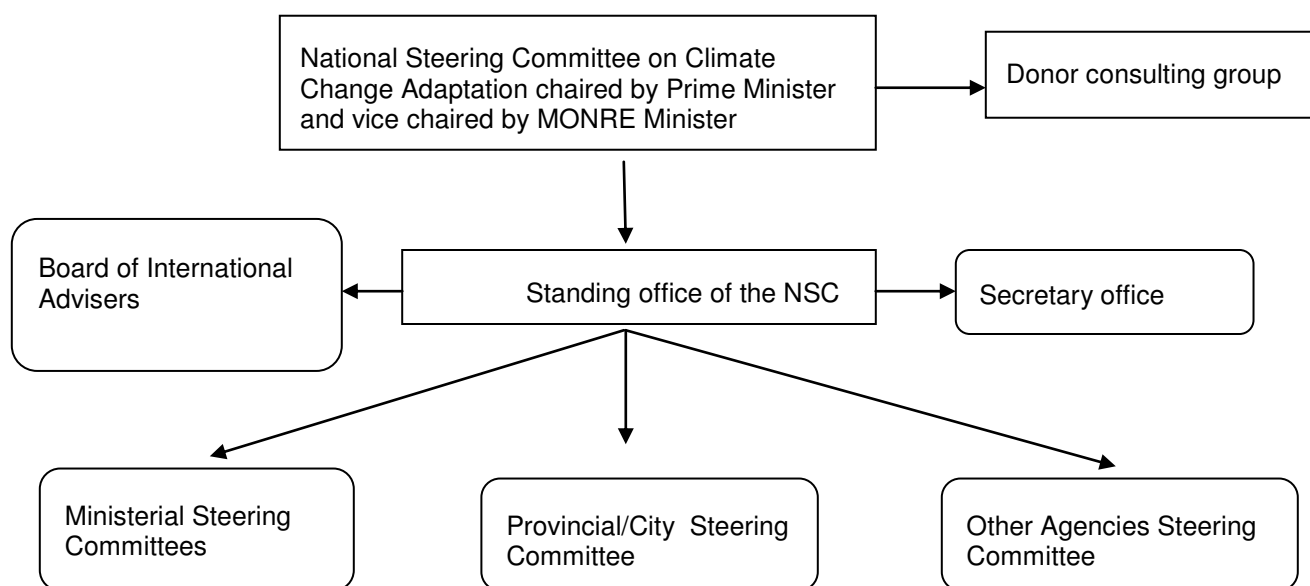 National Steering Committee on Climate
Change Adaptation chaired by Prime Minister
and vice chaired by MONRE Minister
Donor consulting group
Board of International
Advisers
Standing office of the NSC
Secretary office
Ministerial Steering
Committees
Provincial/City Steering
Committee
Other Agencies Steering
Committee